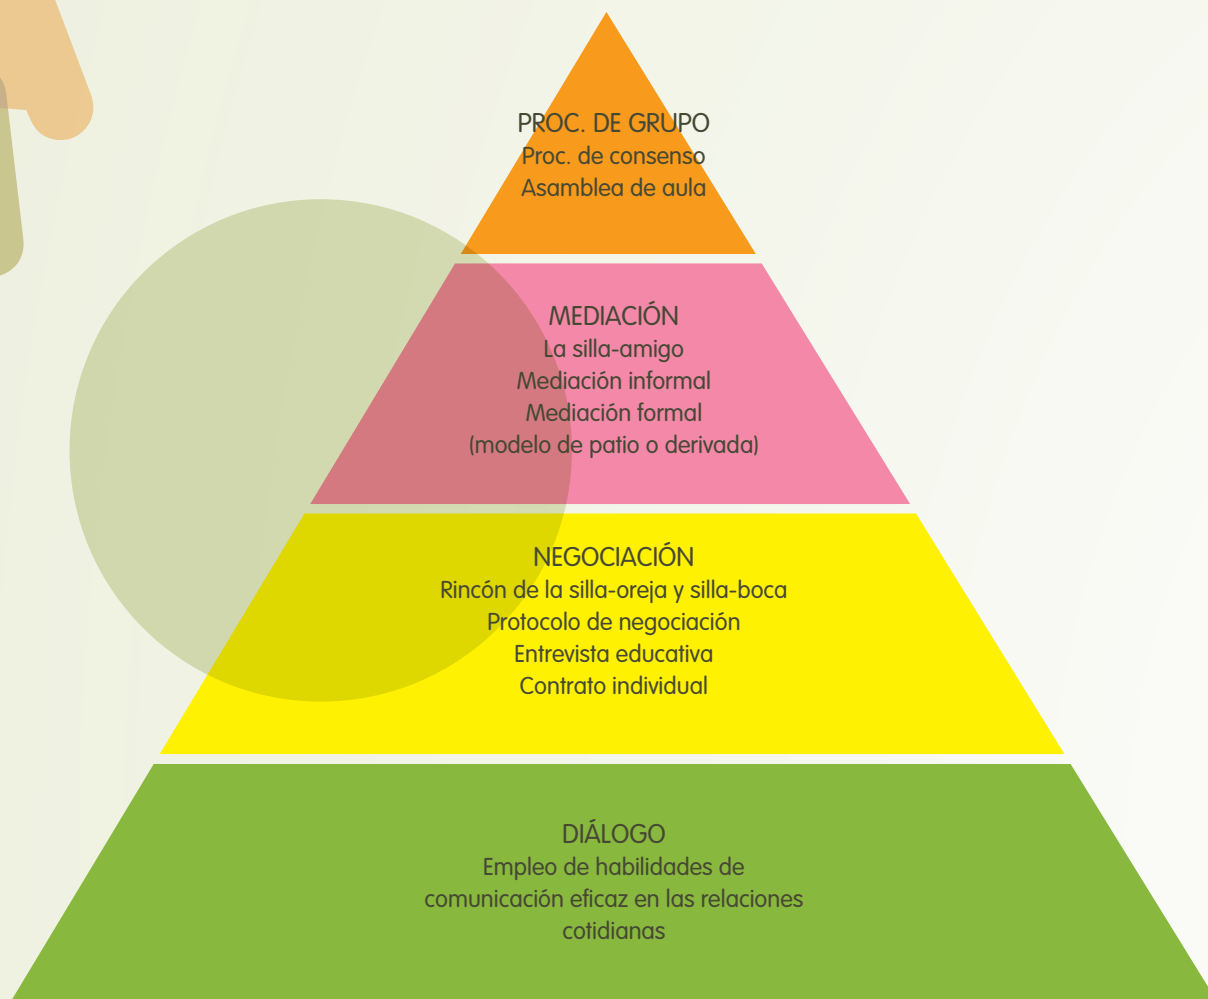 PROC. DE GRUPO
Proc. de consenso
Asamblea de aula
MEDIACIÓN
La silla-amigo
Mediación informal
Mediación formal
(modelo de patio o derivada)
NEGOCIACIÓN
Rincón de la silla-oreja y silla-boca
Protocolo de negociación
Entrevista educativa
Contrato individual
DIÁLOGO
Empleo de habilidades de
comunicación eficaz en las relaciones
cotidianas